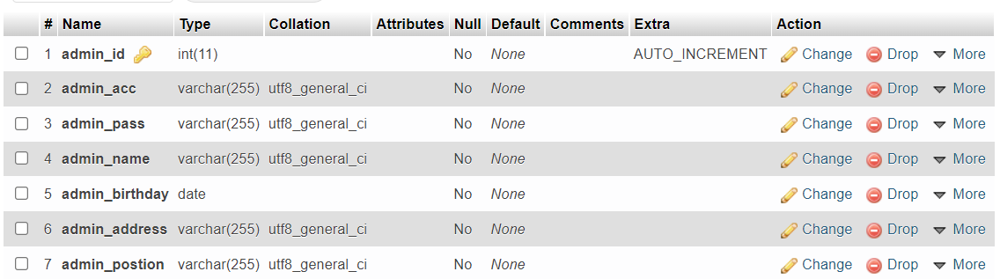 # Name Type Collation Attributes Null Default Comments Extra Action
1 admin_id int(11) No None AUTO_INCREMENT Change Drop More
2 admin_acc varchar(255) utf8_general_ci No None Change Drop More
3 admin_pass varchar(255) utf8_general_ci No None Change Drop More
4 admin_name varchar(255) utf8_general_ci No None Change Drop More
5 admin_birthday date No None Change Drop More
6 admin_address varchar(255) utf8_general_ci No None Change Drop More
7 admin_postion varchar(255) utf8_general_ci No None Change Drop More